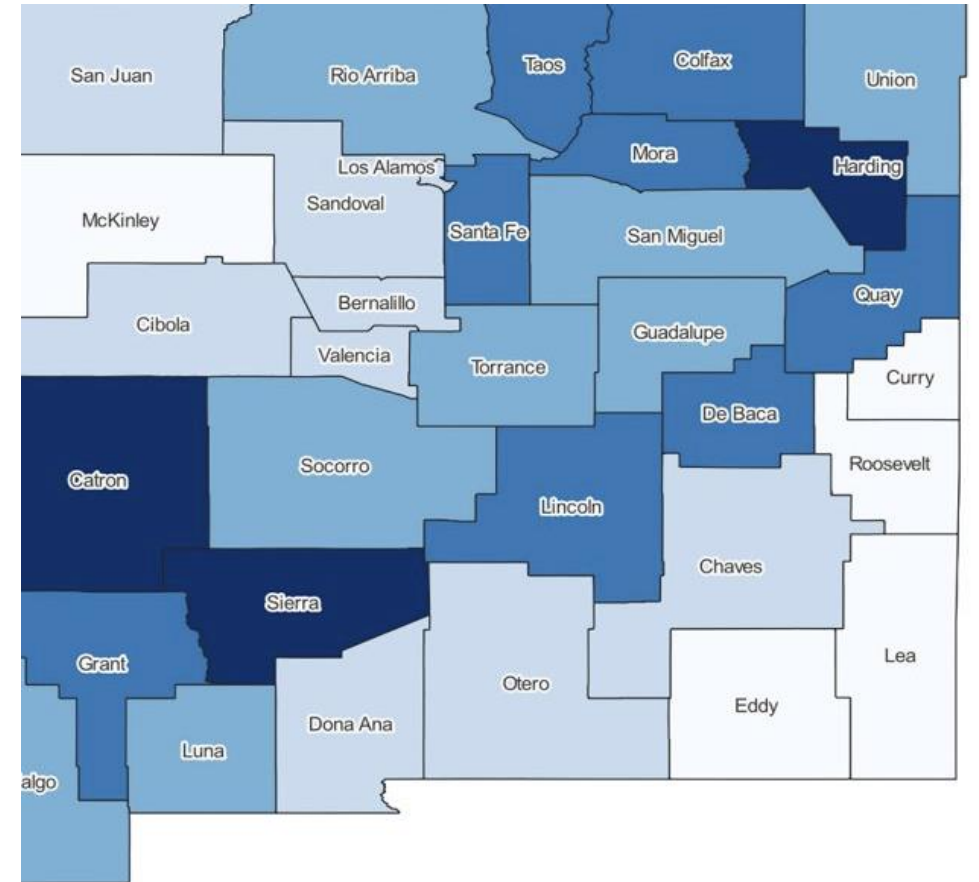 San Juan
Rio Arriba
Taos
Colfax
Union
Mora
Harding
Los Alamos
Sandoval
McKinley
Santa Fe
San Miguel
Quay
Bernalillo
Cibola
Guadalupe
Valencia
Torrance
Curry
De Baca
Roosevelt
Catron
Socorro
Lincoln
Chaves
Sierra
Grant
Lea
Otero
Eddy
Dona Ana
Luna
algo